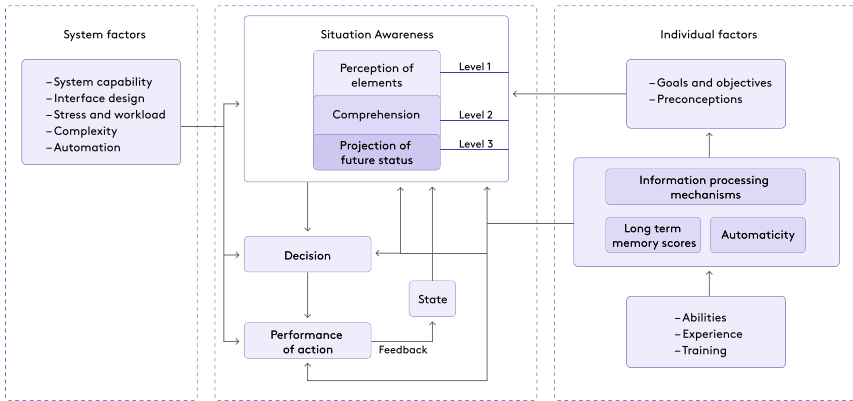 System factors
– System capability
– Interface design
– Stress and workload
– Complexity
– Automation
Situation Awareness
Perception of
elements
Level 1
Comprehension
Level 2
Projection of
future status
Level 3
Decision
State
Performance
of action
Feedback
Individual factors
– Goals and objectives
– Preconceptions
Information processing
mechanisms
Long term
memory scores
Automaticity
– Abilities
– Experience
– Training